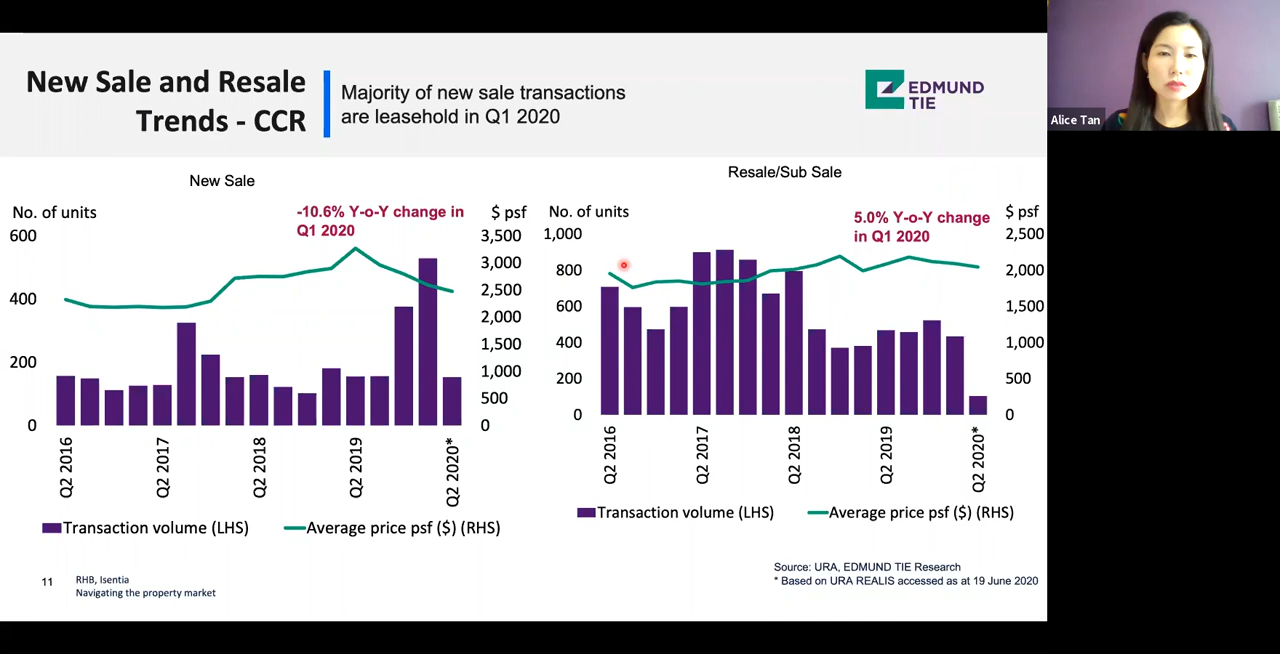 New Sale and Resale
Trends - CCR
Majority of new sale transactions
are leasehold in Q1 2020
EDMUND
TIE
Alice Tan
New Sale
No. of units
$ psf
-10.6% Y-o-Y change in
Q1 2020
600
400
200
0
3,500
3,000
2,500
2,000
1,500
1,000
500
0
Q2 2016
Q2 2017
Q2 2018
Q2 2019
Q2 2020*
Transaction volume (LHS)
Average price psf ($) (RHS)
Resale/Sub Sale
No. of units
$ psf
5.0% Y-o-Y change
in Q1 2020
1,000
800
600
400
200
0
2,500
2,000
1,500
1,000
500
0
Q2 2016
Q2 2017
Q2 2018
Q2 2019
Q2 2020*
Transaction volume (LHS)
Average price psf ($) (RHS)
Source: URA, EDMUND TIE Research
* Based on URA REALIS accessed as at 19 June 2020
11
RHB, Isentia
Navigating the property market